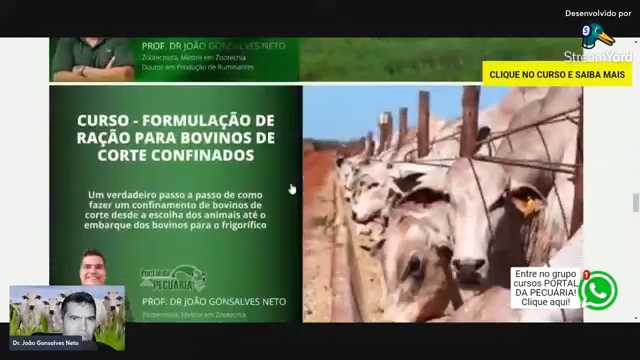 Desenvolvido por
StreamYard
PROF. DR JOÃO GONSALVES NETO
Zootecnista, Mestre em Zootecnia
Doutor em Produção de Ruminantes
CLIQUE NO CURSO E SAIBA MAIS
CURSO - FORMULAÇÃO DE
RAÇÃO PARA BOVINOS DE
CORTE CONFINADOS
Um verdadeiro passo a passo de como
fazer um confinamento de bovinos de
corte desde a escolha dos animais até o
embarque dos bovinos para o frigorífico
Portal da
PECUÁRIA
PROF. DR JOÃO GONSALVES NETO
Zootecnista, Mestre em Zootecnia
Entre no grupo
cursos PORTAL
DA PECUÁRIA!
Clique aqui!
1
Dr. João Gonsalves Neto